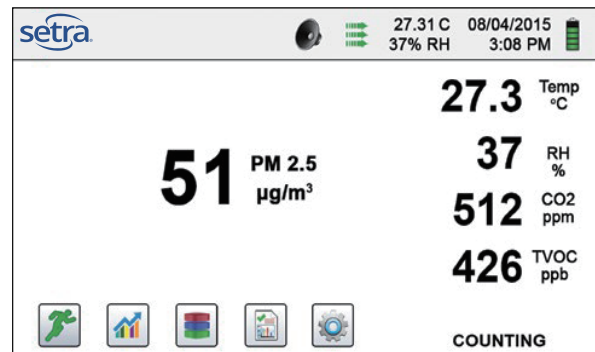 setra
27.31 C 08/04/2015
37% RH 3:08 PM
27.3 Temp °C
51 PM 2.5 µg/m³
37 RH %
512 CO2 ppm
426 TVOC ppb
COUNTING